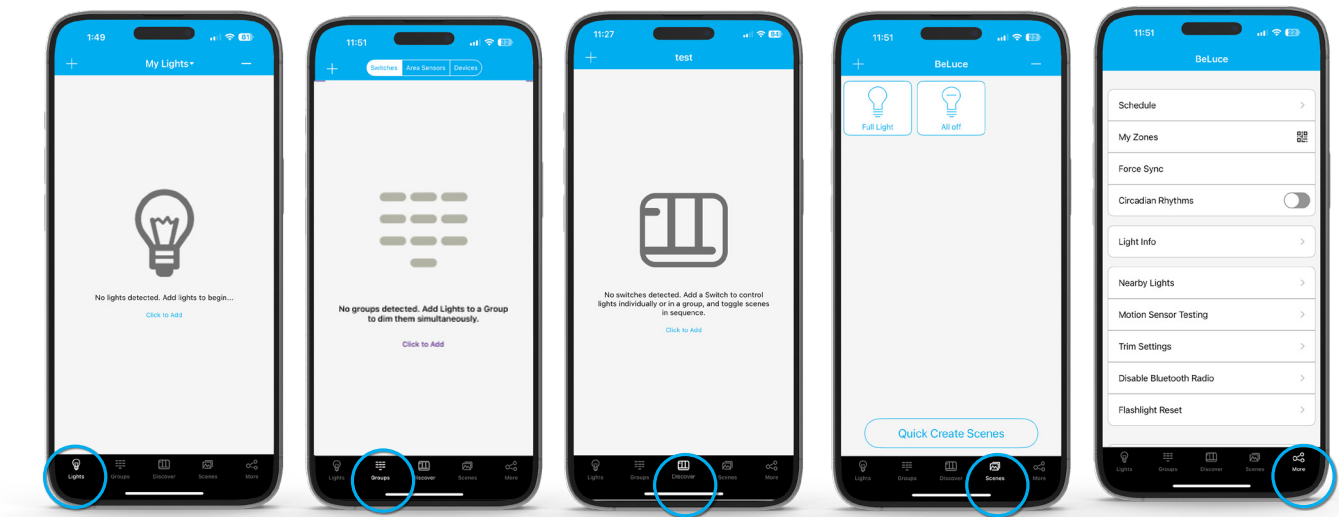 1:49
81
My Lights
No lights detected. Add lights to begin...
Click to Add
Lights
Groups
Discover
Scenes
More
11:51
22
Switches
Area Sensors
Devices
No groups detected. Add Lights to a Group
to dim them simultaneously.
Click to Add
Lights
Groups
Discover
Scenes
More
11:27
84
test
No switches detected. Add a Switch to control
lights individually or in a group, and toggle scenes
in sequence.
Click to Add
Lights
Groups
Discover
Scenes
More
11:51
22
BeLuce
Full Light
All off
Quick Create Scenes
Lights
Groups
Discover
Scenes
More
11:51
22
BeLuce
Schedule
My Zones
Force Sync
Circadian Rhythms
Light Info
Nearby Lights
Motion Sensor Testing
Trim Settings
Disable Bluetooth Radio
Flashlight Reset
Lights
Groups
Discover
Scenes
More